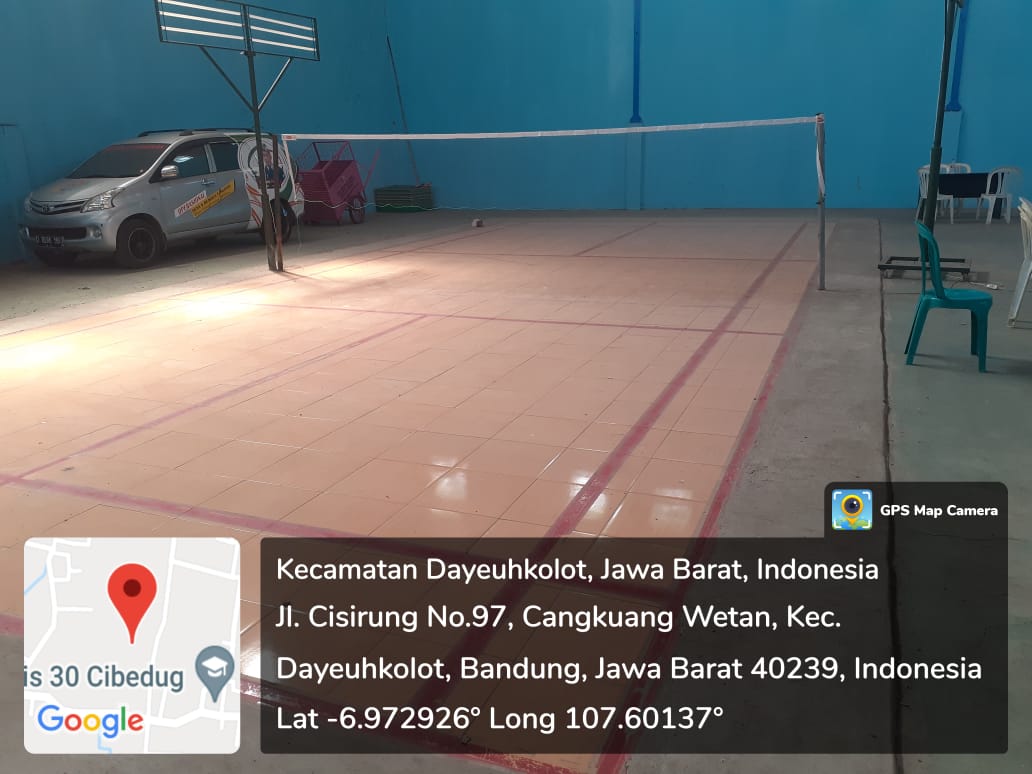 GPS Map Camera
Kecamatan Dayeuhkolot, Jawa Barat, Indonesia
Jl. Cisirung No.97, Cangkuang Wetan, Kec.
Dayeuhkolot, Bandung, Jawa Barat 40239, Indonesia
Lat -6.972926° Long 107.60137°
is 30 Cibedug
Google